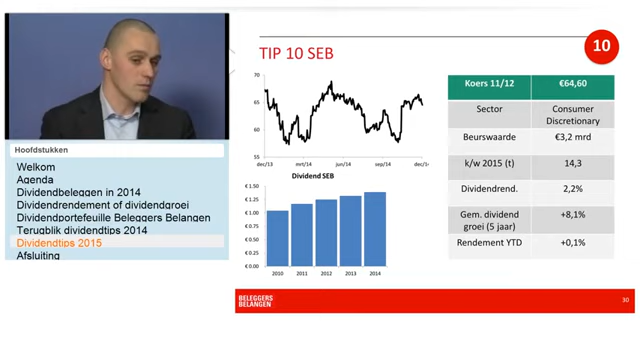 TIP 10 SEB
10
75
70
65
60
55
dec/13
mrt/14
jun/14
sep/14
Dividend SEB
€ 1.50
€ 1.25
€ 1.00
€ 0.75
€ 0.50
€ 0.25
€ 0.00
2010
2011
2012
2013
2014
Koers 11/12 €64,60
Sector Consumer
Discretionary
Beurswaarde €3,2 mrd
k/w 2015 (t) 14,3
Dividendrend. 2,2%
Gem. dividend +8,1%
groei (5 jaar)
Rendement YTD +0,1%
Hoofdstukken
Welkom
Agenda
Dividendbeleggen in 2014
Dividendrendement of dividendgroei
Dividendportefeuille Beleggers Belangen
Terugblik dividendtips 2014
Dividendtips 2015
Afsluiting
BELEGGERS
BELANGEN
30